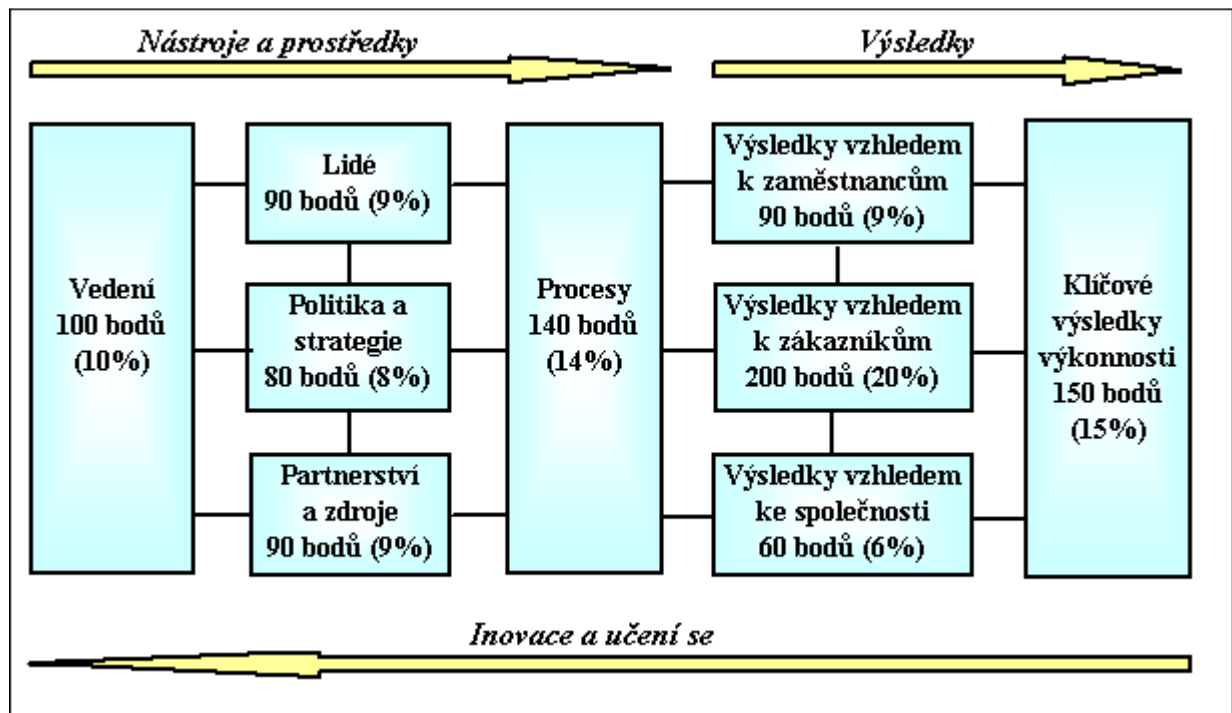 Nástroje a prostředky
Výsledky
Vedení
100 bodů
(10%)
Lidé
90 bodů (9%)
Politika a
strategie
80 bodů (8%)
Partnerství
a zdroje
90 bodů (9%)
Procesy
140 bodů
(14%)
Výsledky vzhledem
k zaměstnancům
90 bodů (9%)
Výsledky vzhledem
k zákazníkům
200 bodů (20%)
Výsledky vzhledem
ke společnosti
60 bodů (6%)
Klíčové
výsledky
výkonnosti
150 bodů
(15%)
Inovace a učení se